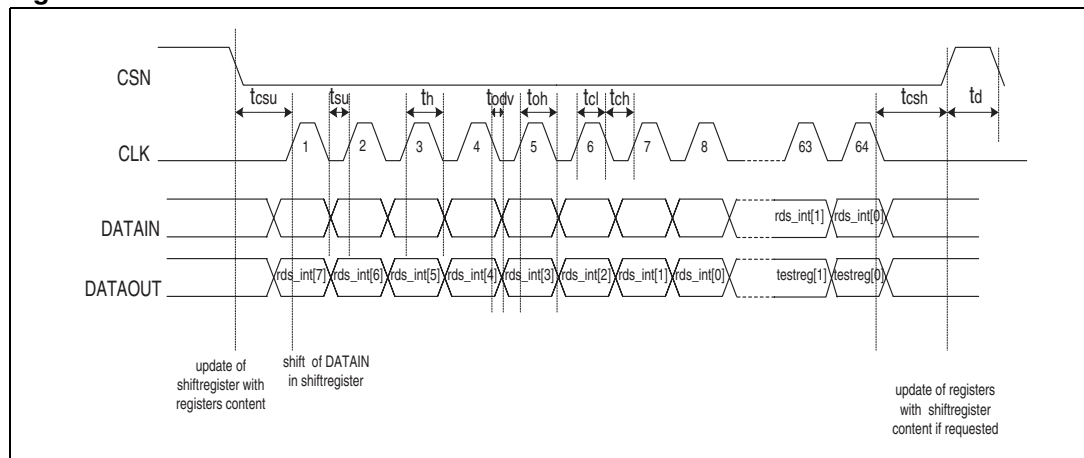 CSN
tcsu
tsu
th
todv
toh
tcl
tch
tcsh
td
CLK
1
2
3
4
5
6
7
8
63
64
DATAIN
rds_int[1]
rds_int[0]
DATAOUT
rds_int[7]
rds_int[6]
rds_int[5]
rds_int[4]
rds_int[3]
rds_int[2]
rds_int[1]
rds_int[0]
testreg[1]
testreg[0]
update of
shiftregister with
registers content
shift of DATAIN
in shiftregister
update of registers
with shiftregister
content if requested